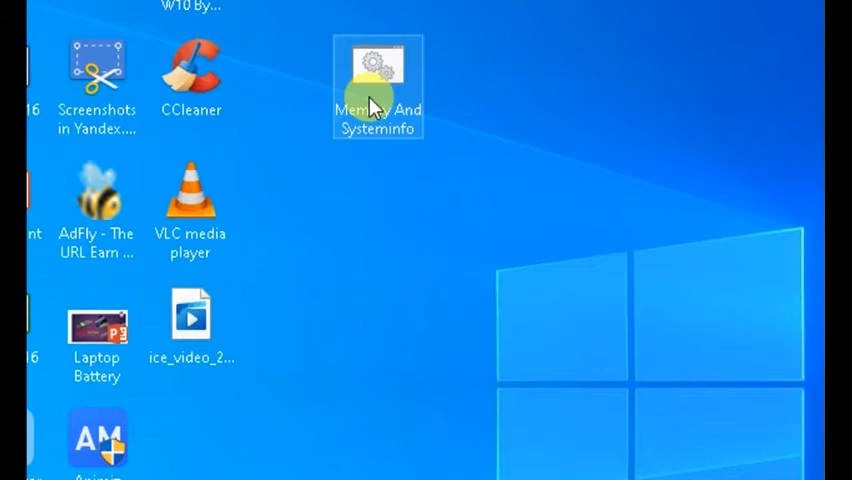 W10 By...
16
Screenshots
in Yandex....
CCleaner
Memory And
Systeminfo
nt
AdFly - The
URL Earn ...
VLC media
player
P3
16
Laptop
Battery
ice_video_2...
AM